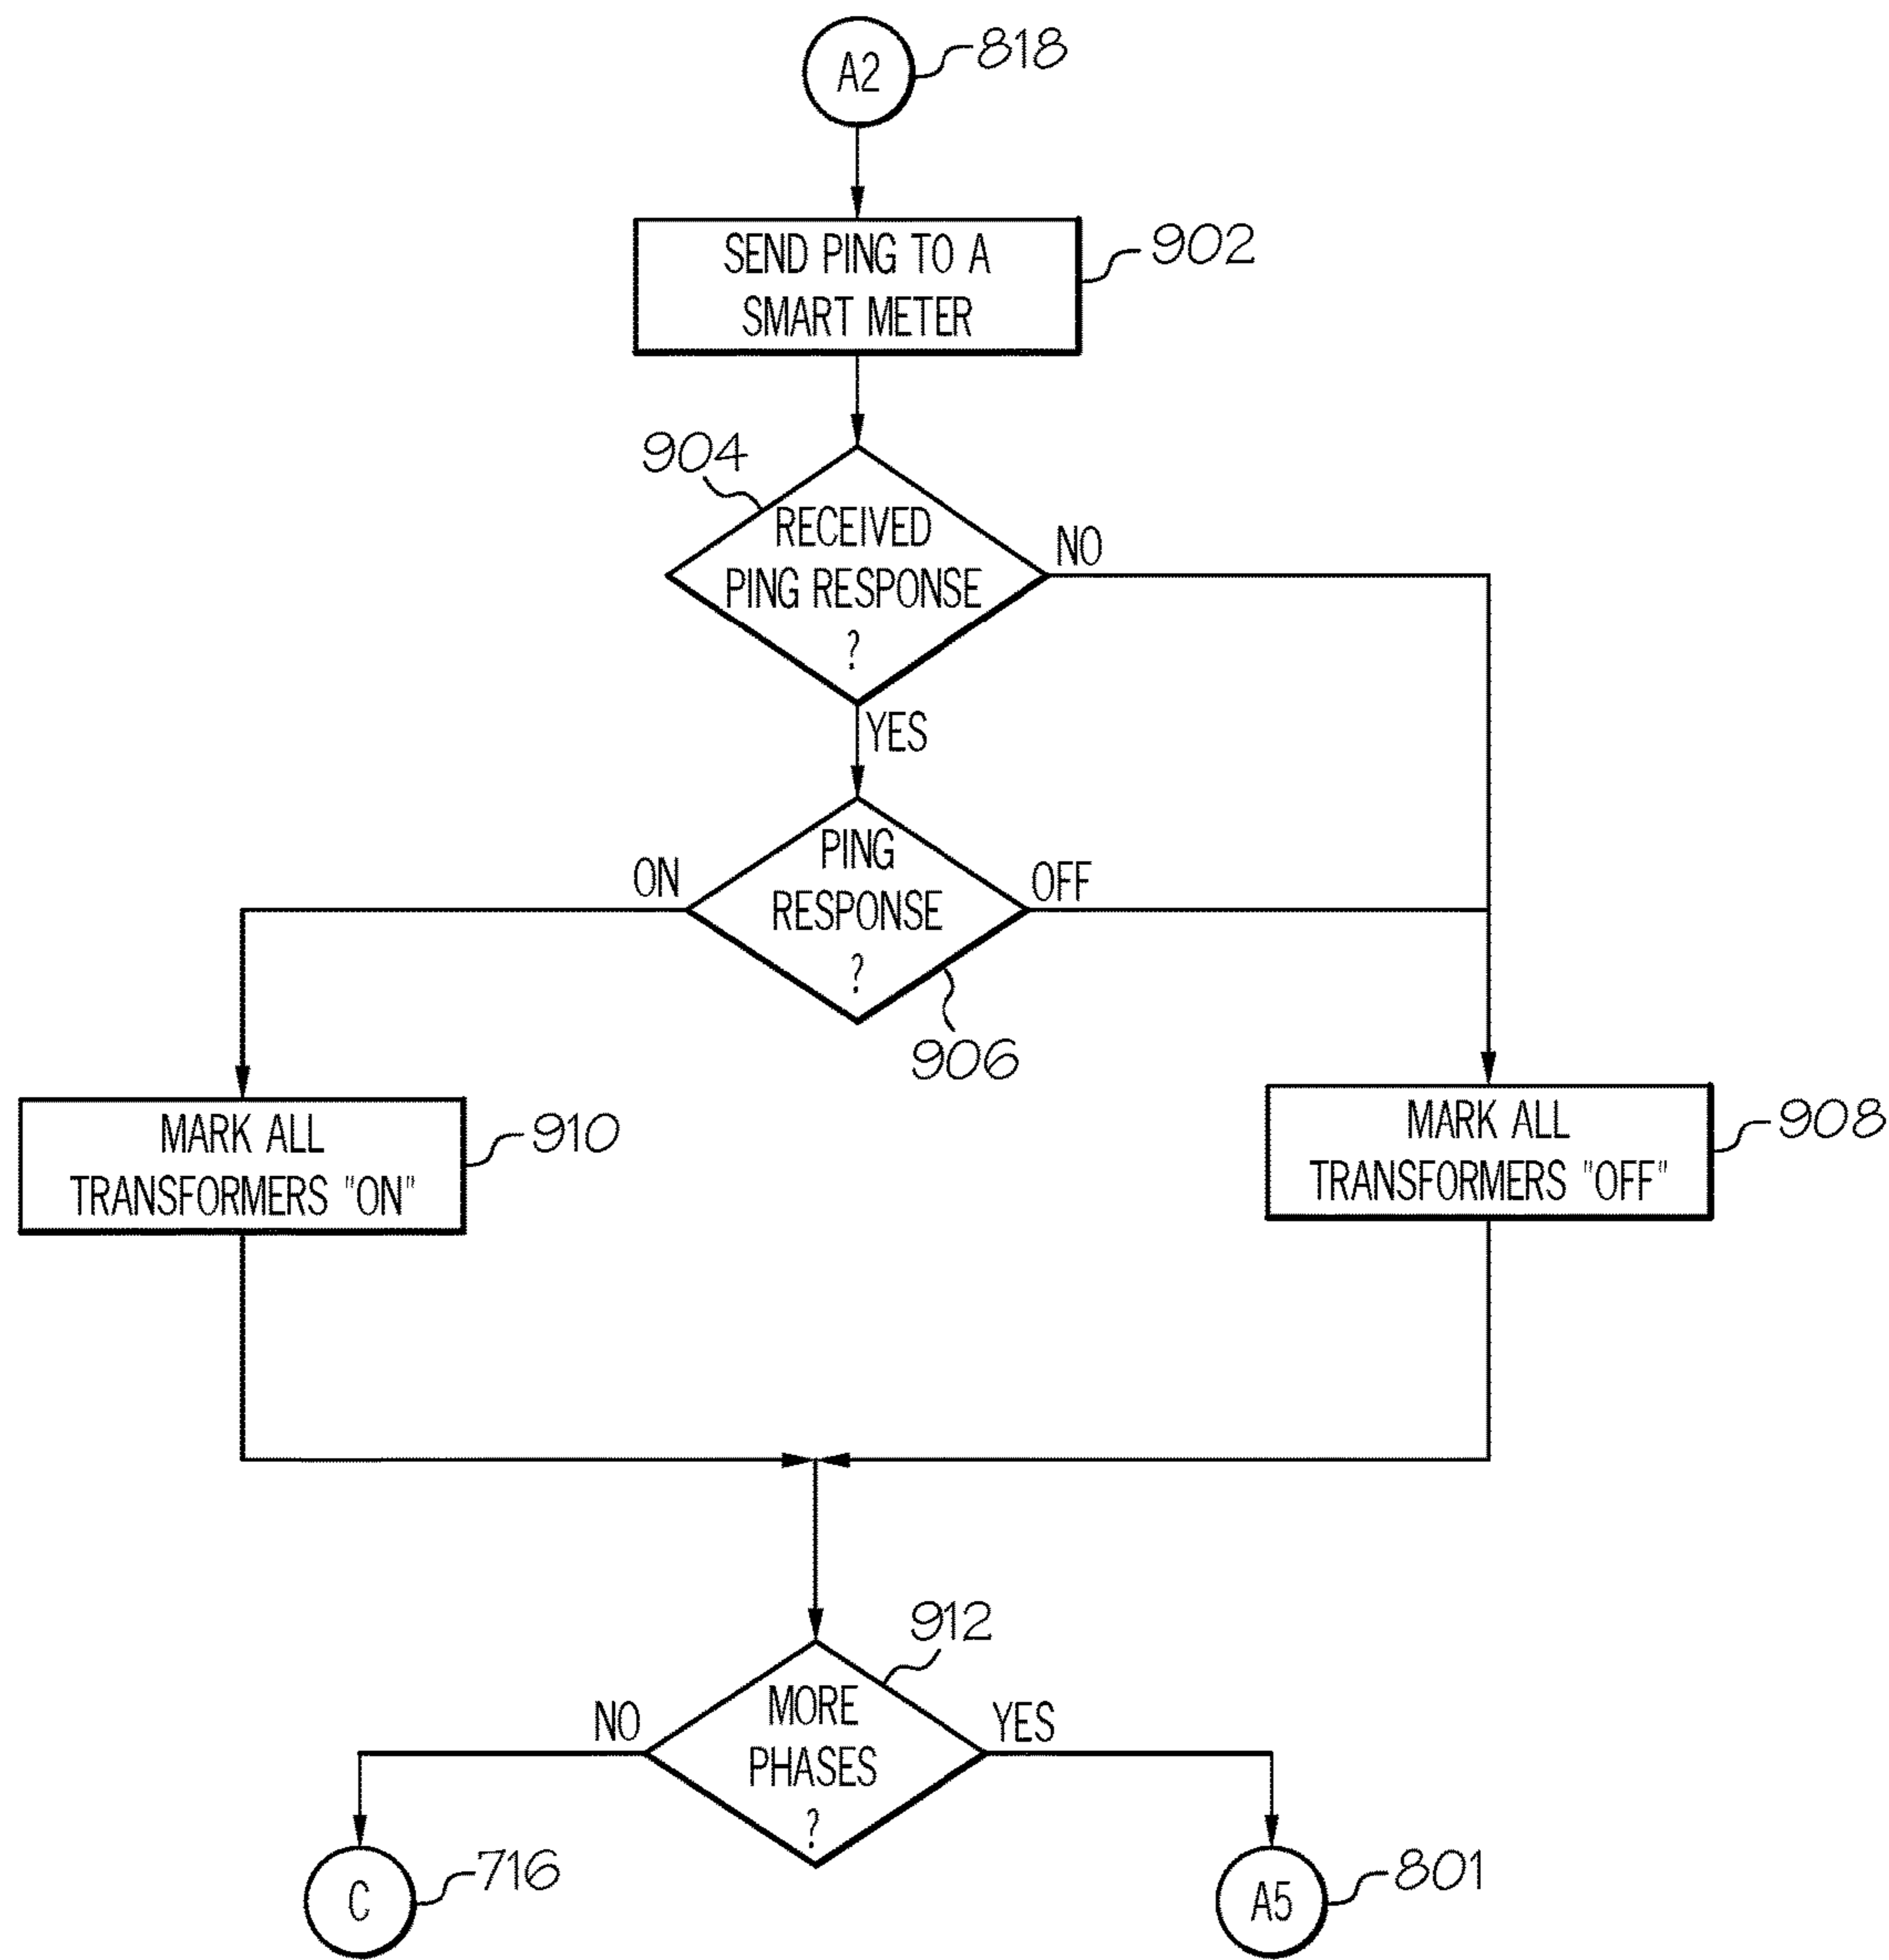 A2
818
SEND PING TO A
SMART METER
902
904
RECEIVED
PING RESPONSE
?
NO
YES
PING
RESPONSE
?
ON
OFF
906
MARK ALL
TRANSFORMERS "ON"
910
MARK ALL
TRANSFORMERS "OFF"
908
912
MORE
PHASES
?
NO
YES
C
716
A5
801